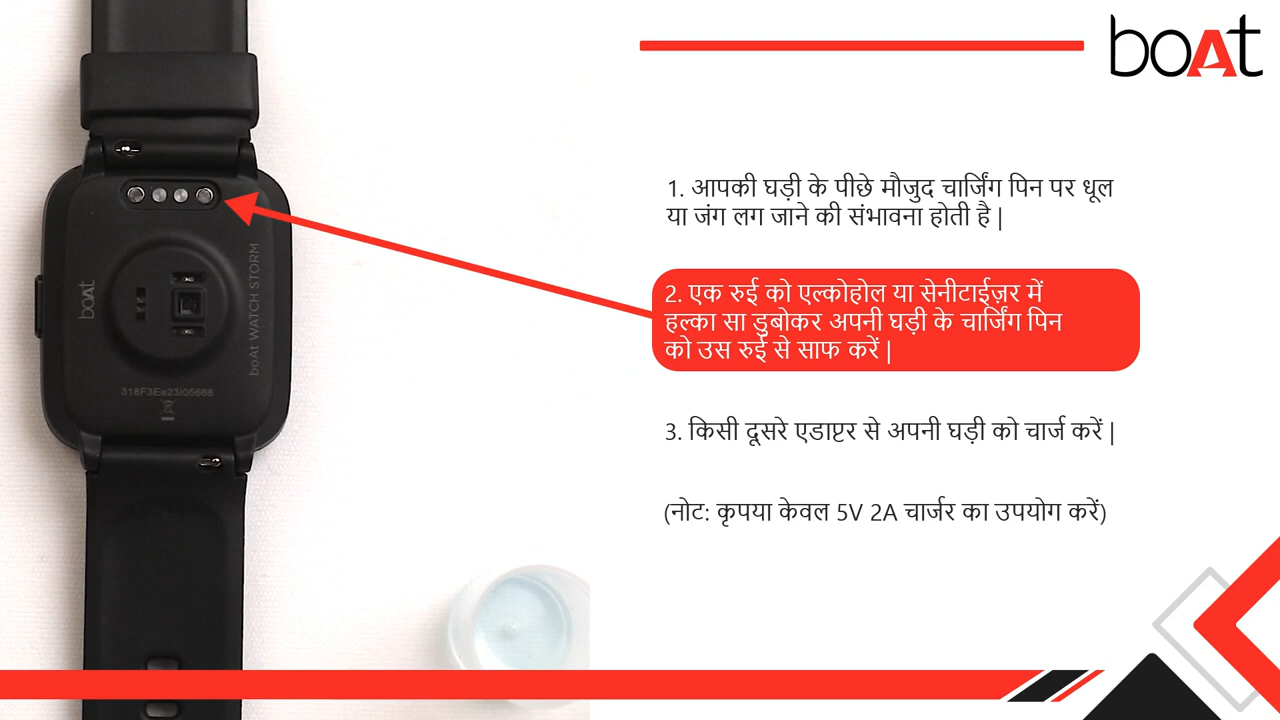 boAt
1. आपकी घड़ी के पीछे मौजुद चार्जिंग पिन पर धूल
या जंग लग जाने की संभावना होती है |
2. एक रुई को एल्कोहोल या सेनीटाईज़र में
हल्का सा डुबोकर अपनी घड़ी के चार्जिंग पिन
को उस रुई से साफ करें |
3. किसी दूसरे एडाप्टर से अपनी घड़ी को चार्ज करें |
(नोट: कृपया केवल 5V 2A चार्जर का उपयोग करें)
boAt
boAt WATCH STORM
318F3Ee23I05668